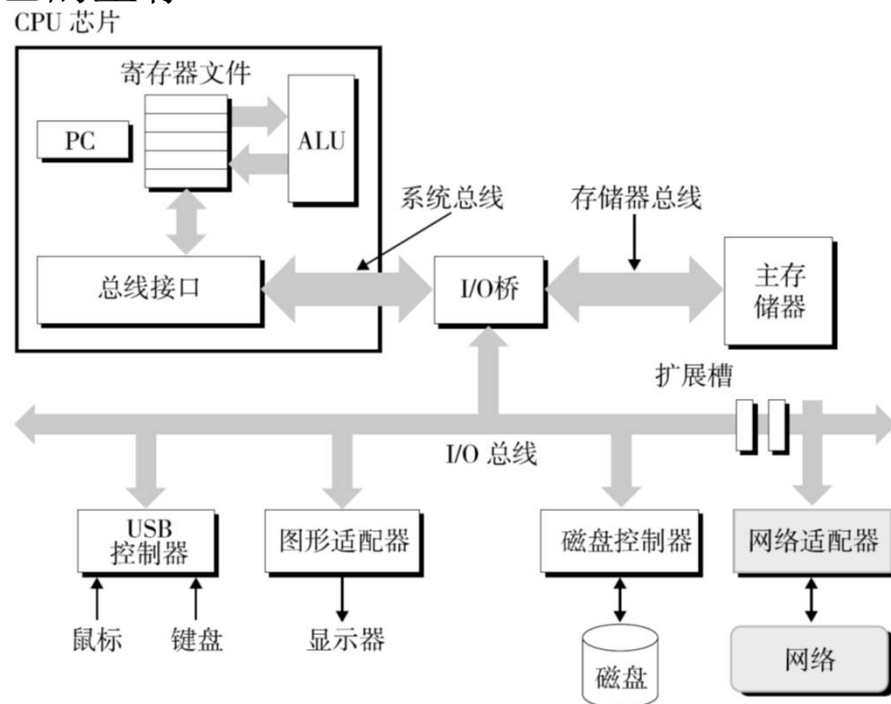 CPU 芯片
寄存器文件
PC
ALU
系统总线
存储器总线
总线接口
I/O桥
主存
储器
扩展槽
I/O 总线
USB
控制器
图形适配器
磁盘控制器
网络适配器
鼠标
键盘
显示器
磁盘
网络